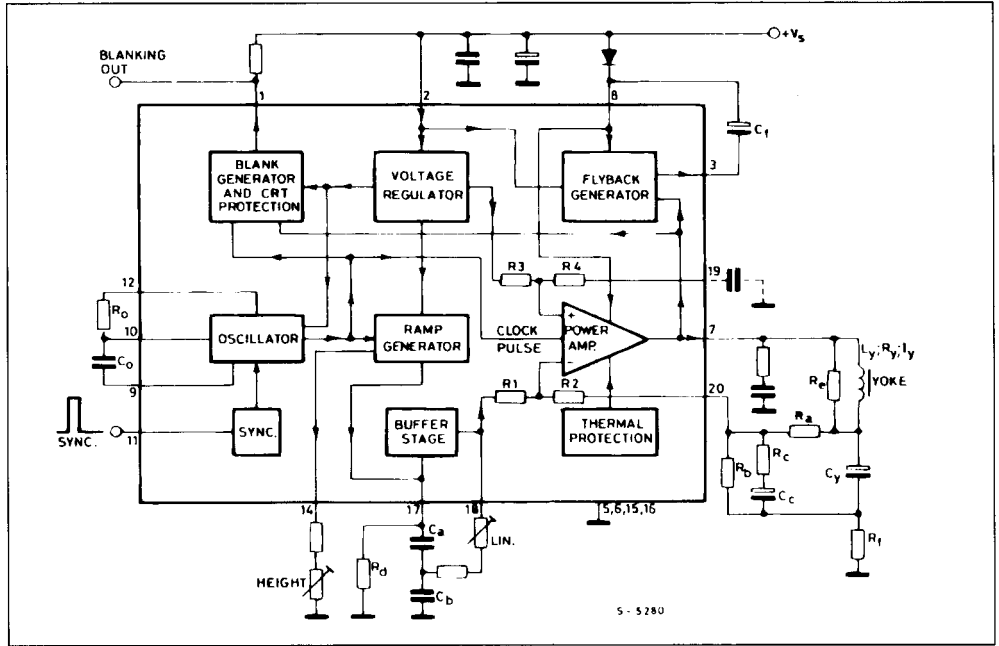 +Vs
BLANKING
OUT
1
2
8
Cf
3
BLANK
GENERATOR
AND CRT
PROTECTION
VOLTAGE
REGULATOR
FLYBACK
GENERATOR
12
R3
R4
19
Ro
10
OSCILLATOR
RAMP
GENERATOR
CLOCK
PULSE
+
POWER
AMP.
−
7
Ly;Ry;Iy
YOKE
Co
9
R1
R2
20
Re
Ra
SYNC.
11
SYNC.
BUFFER
STAGE
THERMAL
PROTECTION
Rb
Rc
Cc
Cy
14
17
18
5,6,15,16
Ca
LIN.
Rf
HEIGHT
Rd
Cb
S-5280